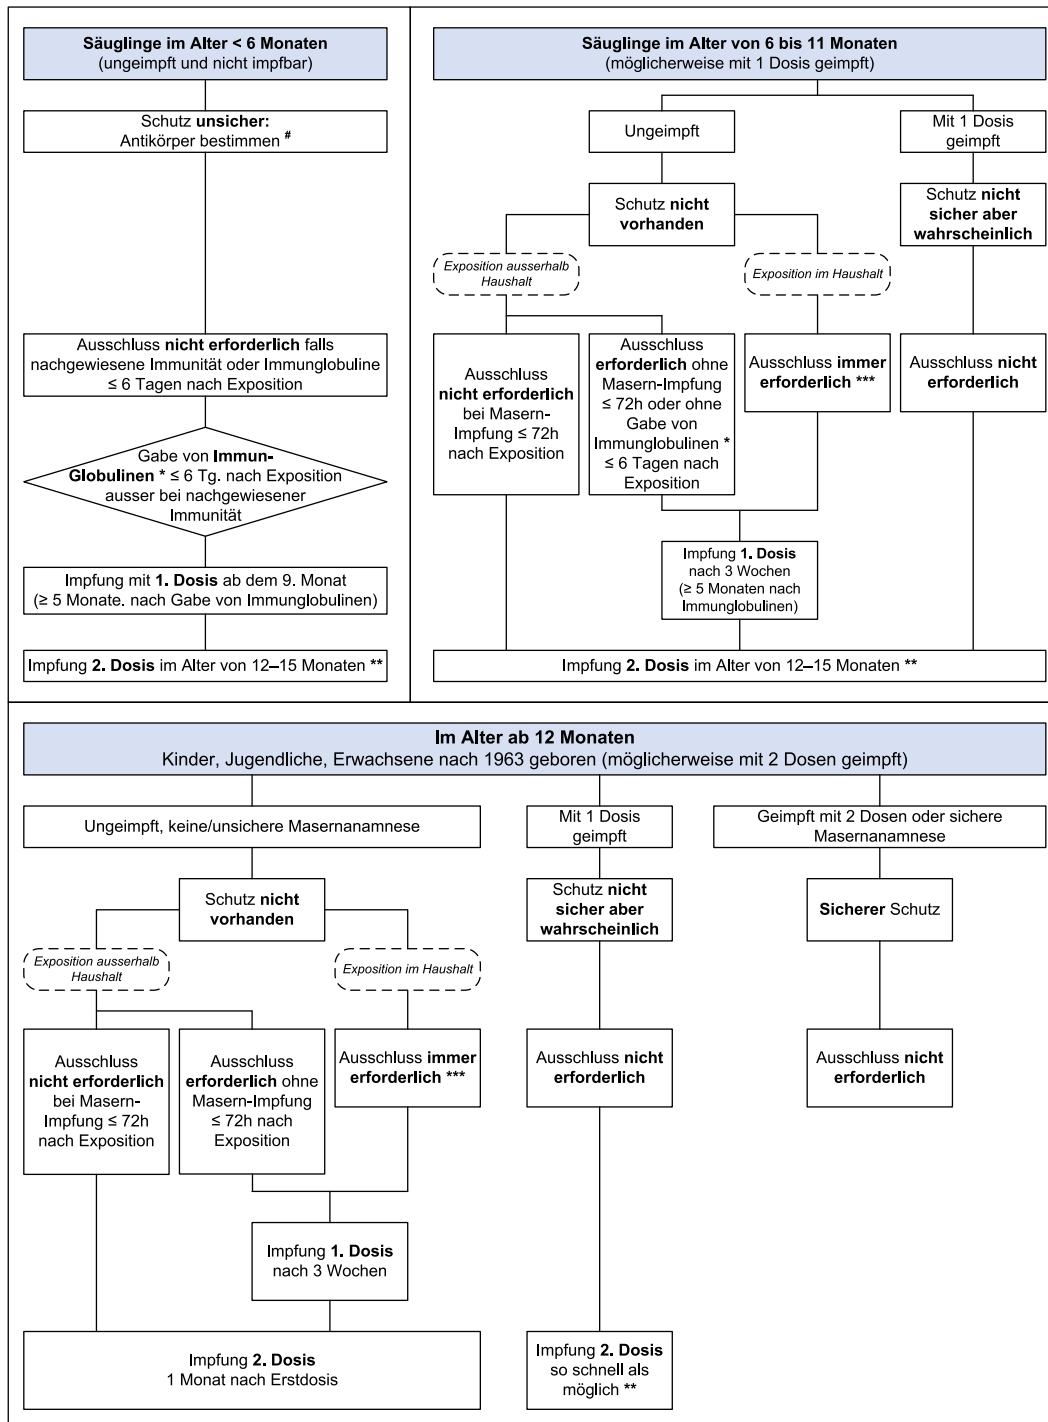 Säuglinge im Alter < 6 Monaten
(ungeimpft und nicht impfbar)
Schutz unsicher:
Antikörper bestimmen #
Ausschluss nicht erforderlich falls
nachgewiesene Immunität oder Immunglobuline
≤ 6 Tagen nach Exposition
Gabe von Immun-
Globulinen * ≤ 6 Tg. nach Exposition
ausser bei nachgewiesener
Immunität
Impfung mit 1. Dosis ab dem 9. Monat
(≥ 5 Monate. nach Gabe von Immunglobulinen)
Impfung 2. Dosis im Alter von 12–15 Monaten **
Säuglinge im Alter von 6 bis 11 Monaten
(möglicherweise mit 1 Dosis geimpft)
Ungeimpft
Schutz nicht
vorhanden
Exposition ausserhalb
Haushalt
Exposition im Haushalt
Ausschluss
nicht erforderlich
bei Masern-
Impfung ≤ 72h
nach Exposition
Ausschluss
erforderlich ohne
Masern-Impfung
≤ 72h oder ohne
Gabe von
Immunglobulinen *
≤ 6 Tagen nach
Exposition
Ausschluss immer
erforderlich ***
Impfung 1. Dosis
nach 3 Wochen
(≥ 5 Monaten nach
Immunglobulinen)
Mit 1 Dosis
geimpft
Schutz nicht
sicher aber
wahrscheinlich
Ausschluss nicht
erforderlich
Impfung 2. Dosis im Alter von 12–15 Monaten **
Im Alter ab 12 Monaten
Kinder, Jugendliche, Erwachsene nach 1963 geboren (möglicherweise mit 2 Dosen geimpft)
Ungeimpft, keine/unsichere Masernanamnese
Schutz nicht
vorhanden
Exposition ausserhalb
Haushalt
Exposition im Haushalt
Ausschluss
nicht erforderlich
bei Masern-
Impfung ≤ 72h
nach Exposition
Ausschluss
erforderlich ohne
Masern-Impfung
≤ 72h nach
Exposition
Ausschluss immer
erforderlich ***
Impfung 1. Dosis
nach 3 Wochen
Impfung 2. Dosis
1 Monat nach Erstdosis
Mit 1 Dosis
geimpft
Schutz nicht
sicher aber
wahrscheinlich
Ausschluss nicht
erforderlich
Impfung 2. Dosis
so schnell als
möglich **
Geimpft mit 2 Dosen oder sichere
Masernanamnese
Sicherer Schutz
Ausschluss nicht
erforderlich